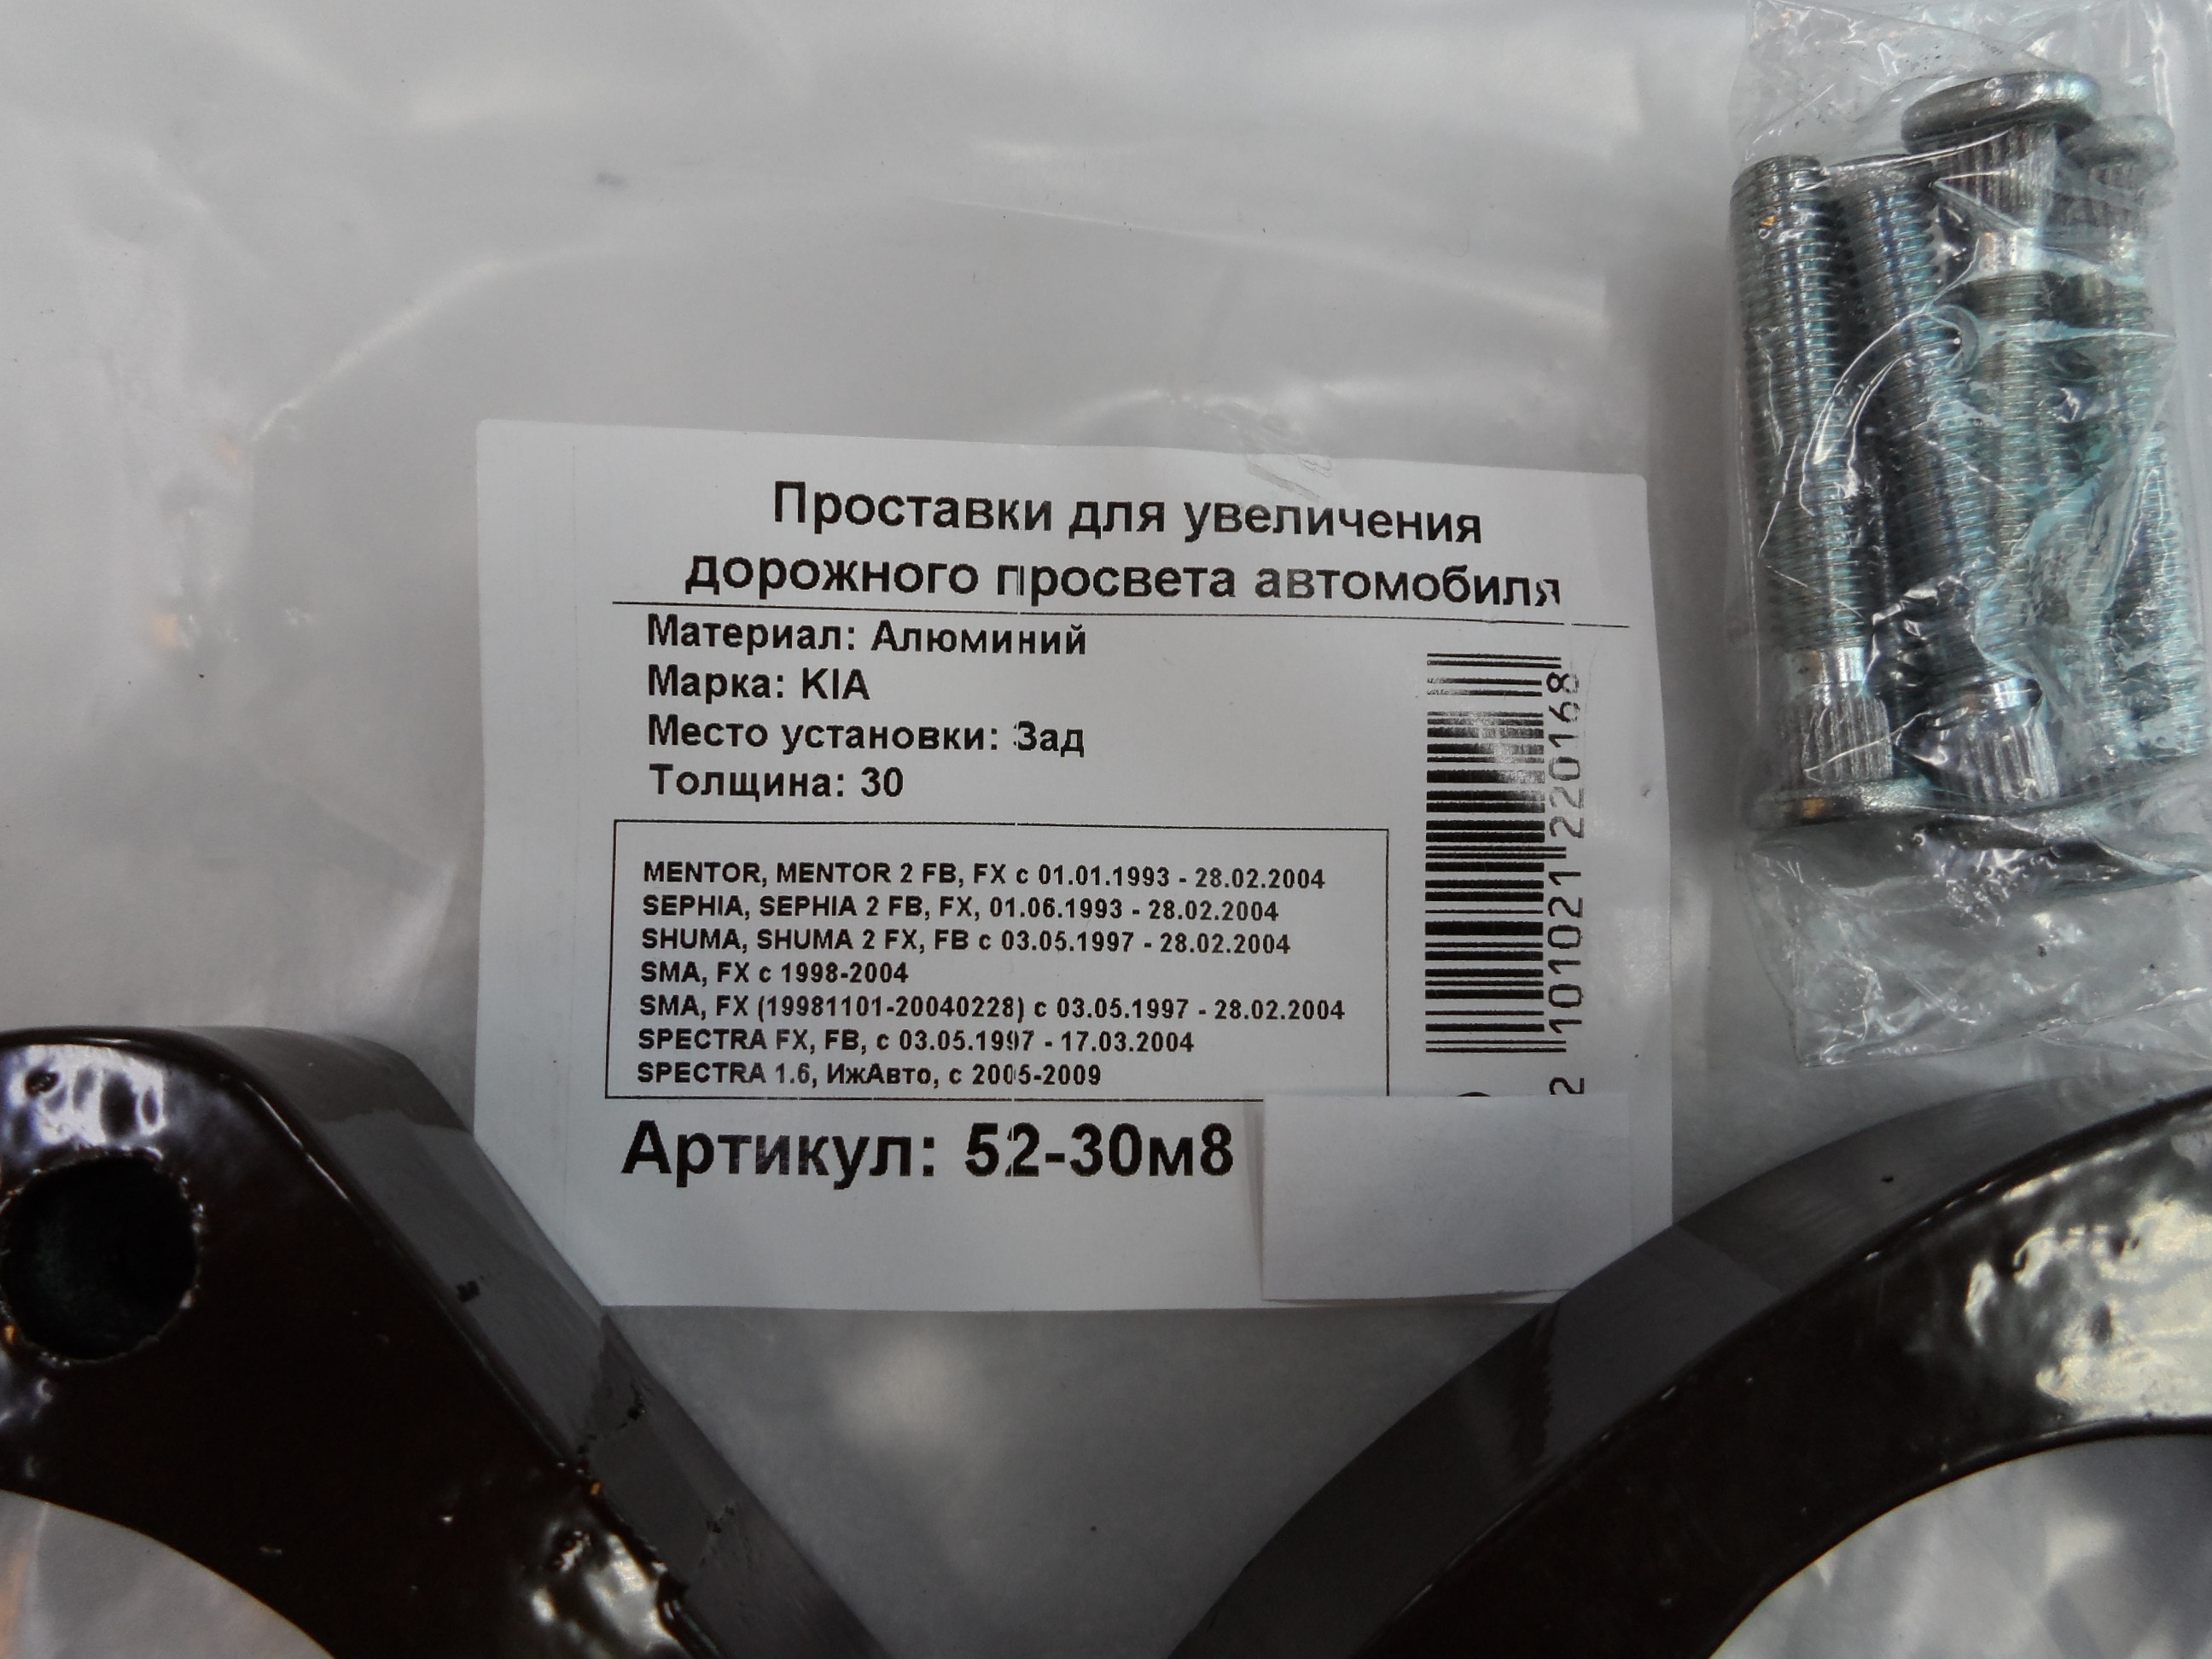 Проставки для увеличения
дорожного просвета автомобиля
Материал: Алюминий
Марка: KIA
Место установки: Зад
Толщина: 30
MENTOR, MENTOR 2 FB, FX с 01.01.1993 - 28.02.2004
SEPHIA, SEPHIA 2 FB, FX, 01.06.1993 - 28.02.2004
SHUMA, SHUMA 2 FX, FB с 03.05.1997 - 28.02.2004
SMA, FX с 1998-2004
SMA, FX (19981101-20040228) с 03.05.1997 - 28.02.2004
SPECTRA FX, FB, с 03.05.1997 - 17.03.2004
SPECTRA 1.6, ИжАвто, с 2005-2009
Артикул: 52-30м8
2 101021 220168